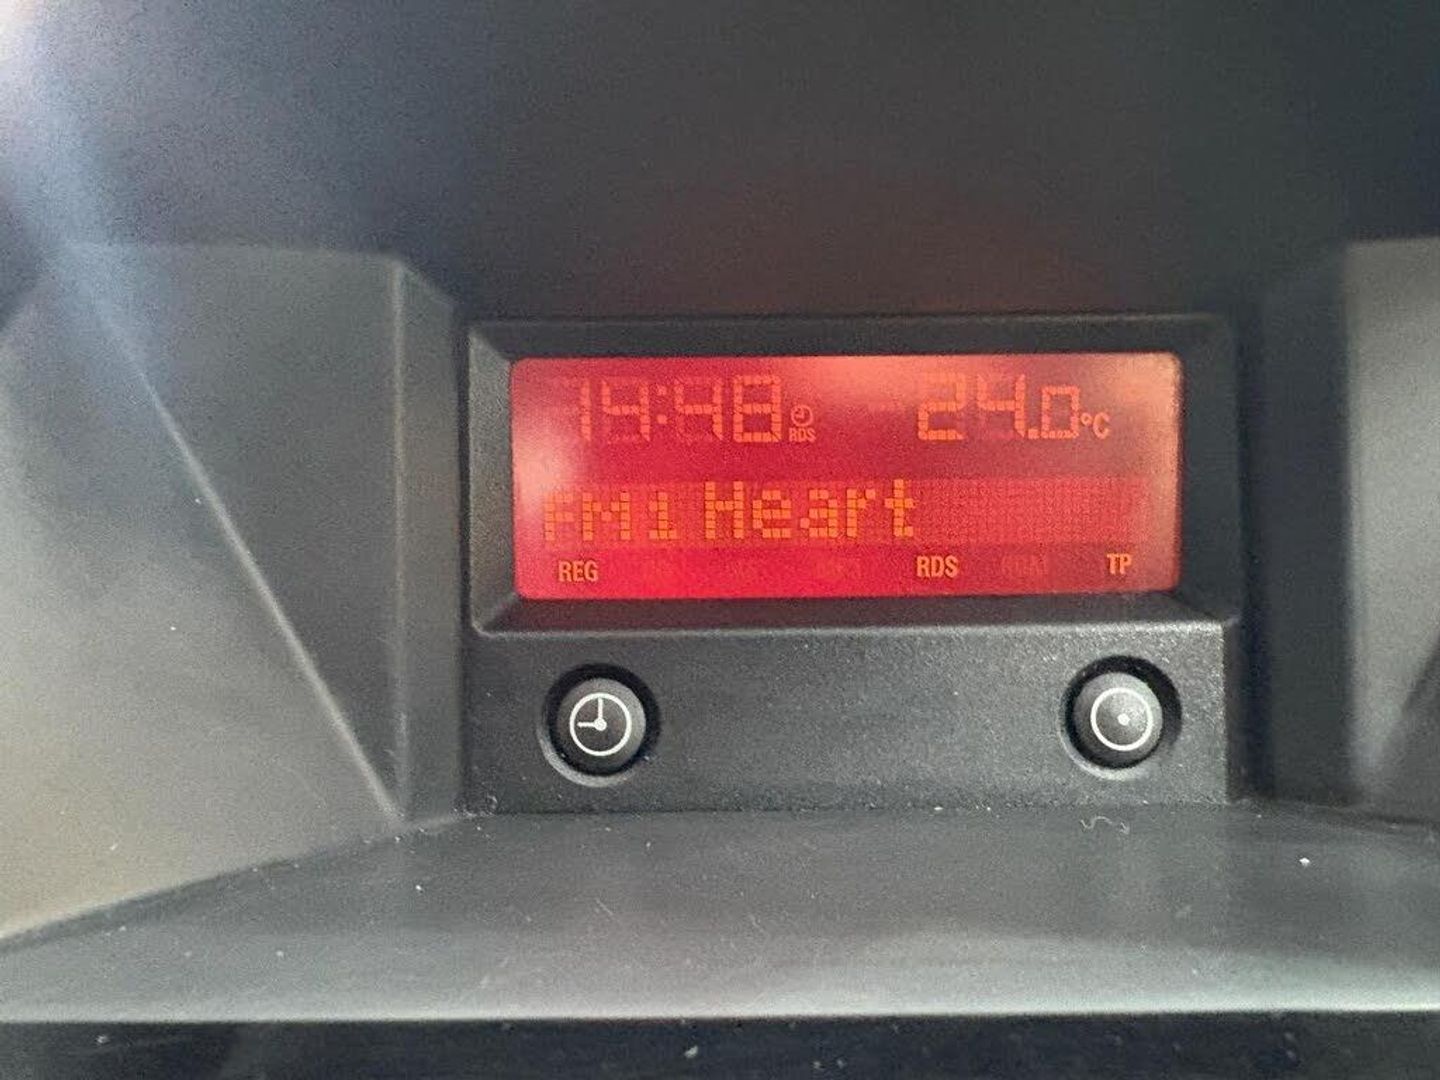 14:48 RDS 24.0°C
FM1 Heart
REG RDS TP